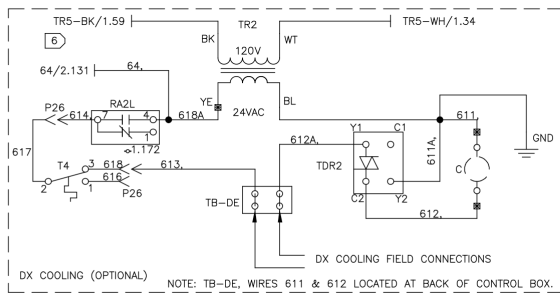 TR5-BK/1.59 TR2 TR5-WH/1.34
BK WT
6 120V
64/2.131 64,
RA2L YE BL
P26 614, 7 4 618A 24VAC 611,
1
◇1.172 612A, Y1 C1 GND
617 T4 3 618 613, 611A,
TDR2 C
2 1 616
P26 C2 Y2
TB-DE 612,
DX COOLING FIELD CONNECTIONS
DX COOLING (OPTIONAL)
NOTE: TB-DE, WIRES 611 & 612 LOCATED AT BACK OF CONTROL BOX.